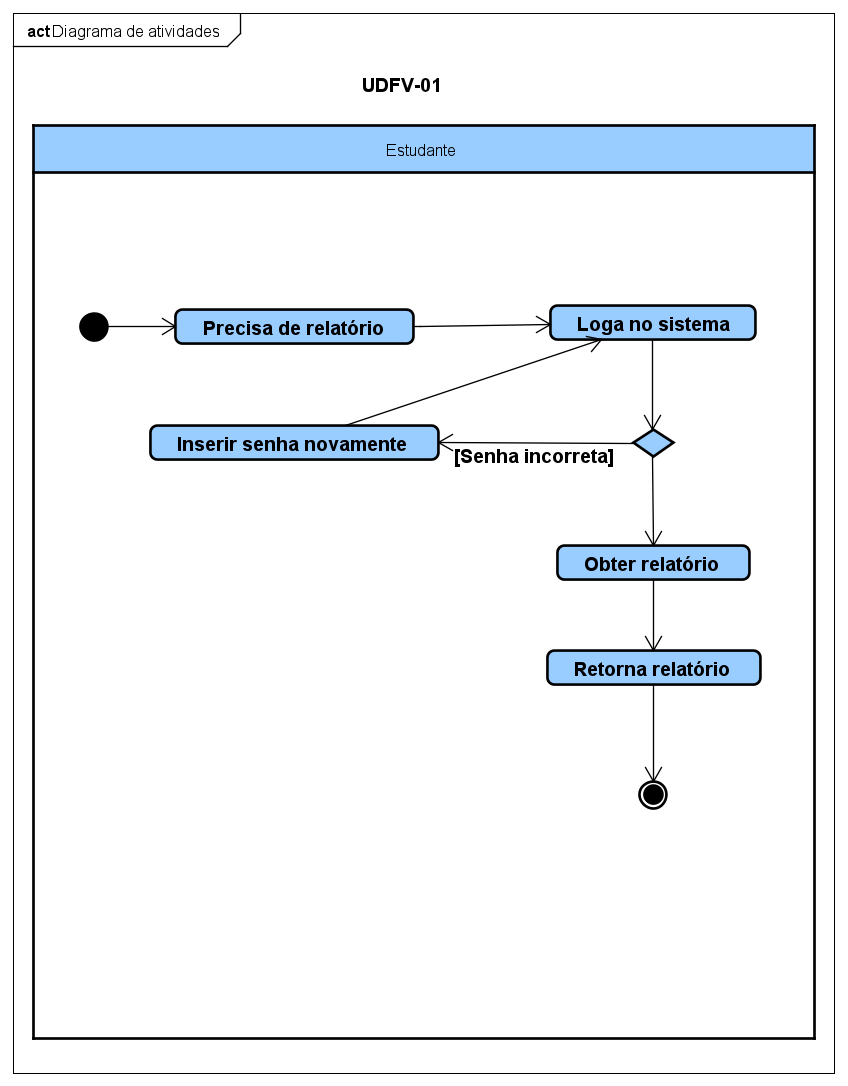 act Diagrama de atividades
UDFV-01
Estudante
Precisa de relatório
Loga no sistema
Inserir senha novamente
[Senha incorreta]
Obter relatório
Retorna relatório